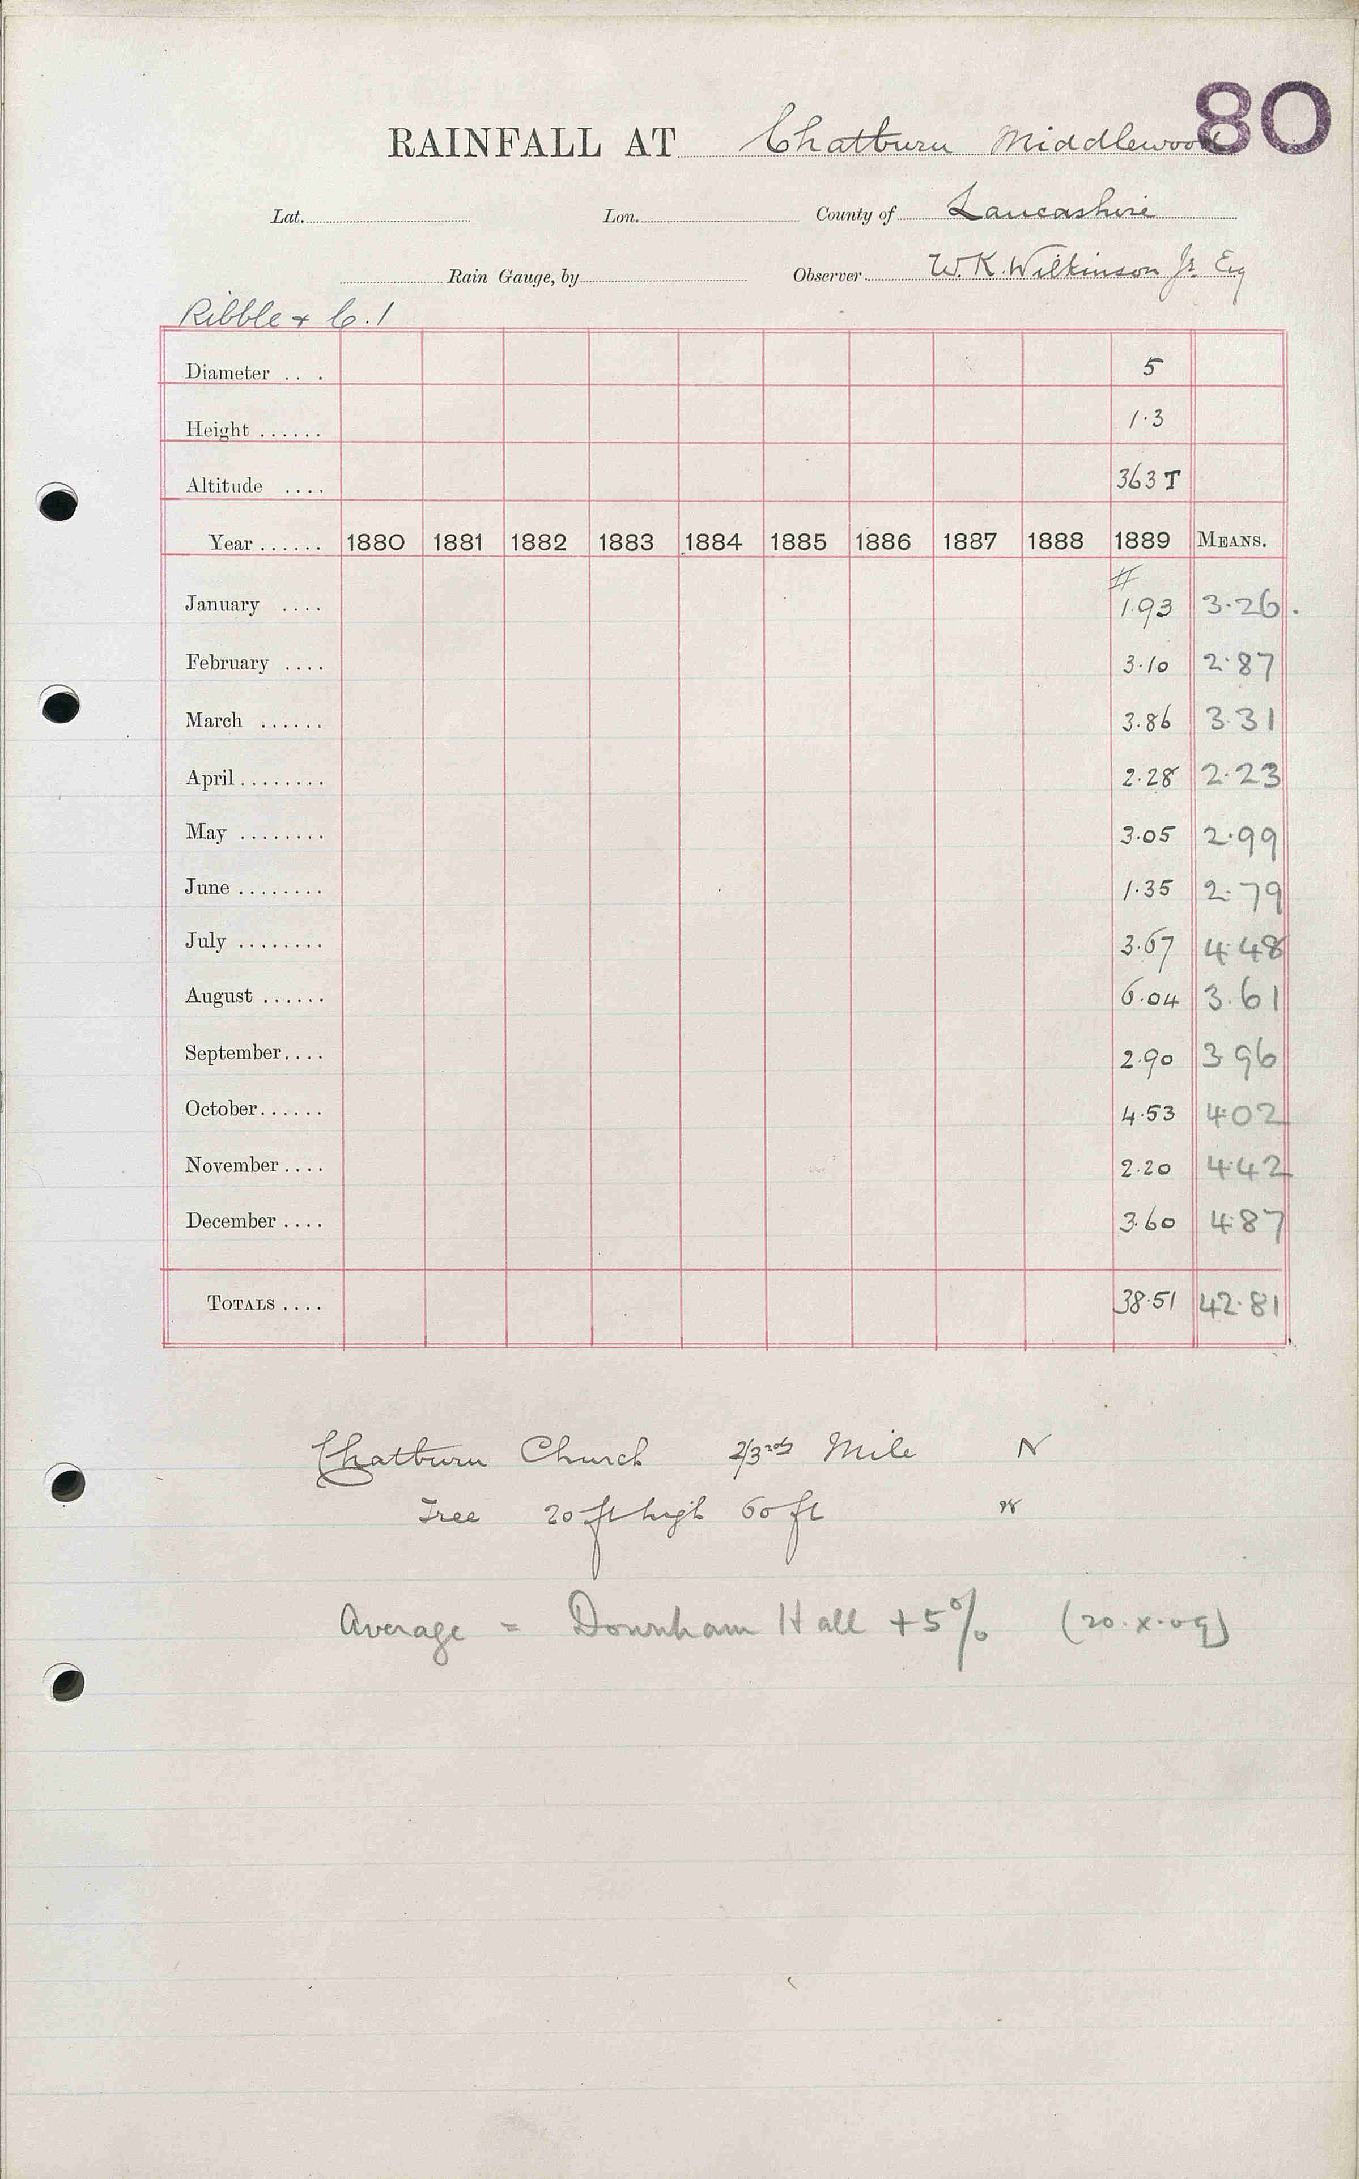 80
RAINFALL AT Chatburn Middlewood
Lat. Lon. County of Lancashire
Rain Gauge, by Observer W.K. Wilkinson Jr. Esq
Ribble & C.1
Diameter ... 5
Height ...... 1.3
Altitude .... 363 T
Year ...... 1880 1881 1882 1883 1884 1885 1886 1887 1888 1889 MEANS.
#
January .... 1.93 3.26.
February .... 3.10 2.87
March ...... 3.86 3.31
April ........ 2.28 2.23
May ........ 3.05 2.99
June ........ 1.35 2.79
July ........ 3.67 4.48
August ...... 6.04 3.61
September.... 2.90 3.96
October...... 4.53 4.02
November.... 2.20 4.42
December .... 3.60 4.87
TOTALS .... 38.51 42.81
Chatburn Church 2/3rds Mile N
Tree 20 ft high 60 ft
Average = Downham Hall +5% (20.X.09)